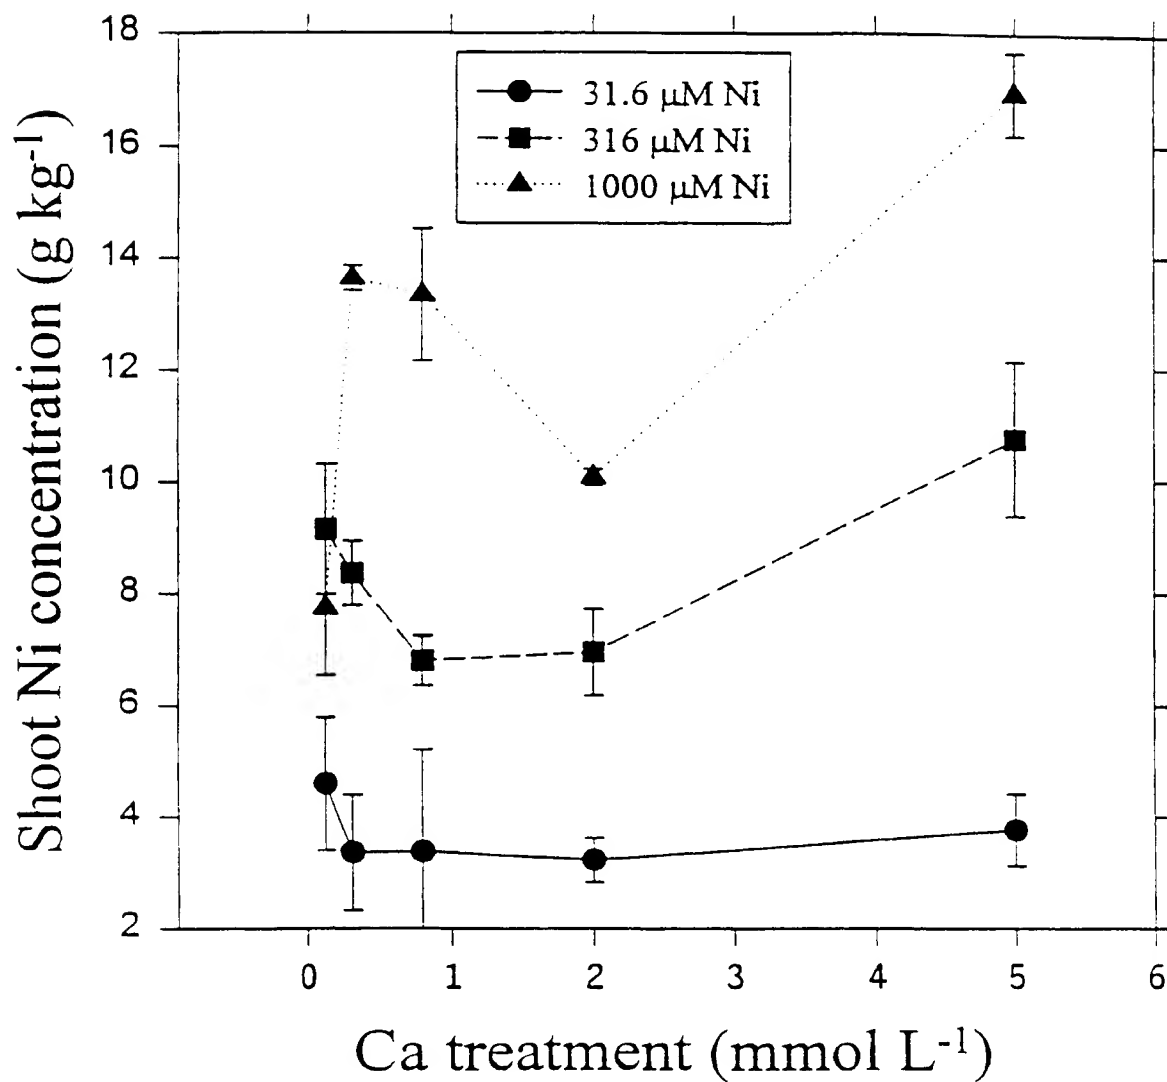 18
16
14
12
10
8
6
4
2
Shoot Ni concentration (g kg-1)
31.6 µM Ni
316 µM Ni
1000 µM Ni
0 1 2 3 4 5 6
Ca treatment (mmol L-1)